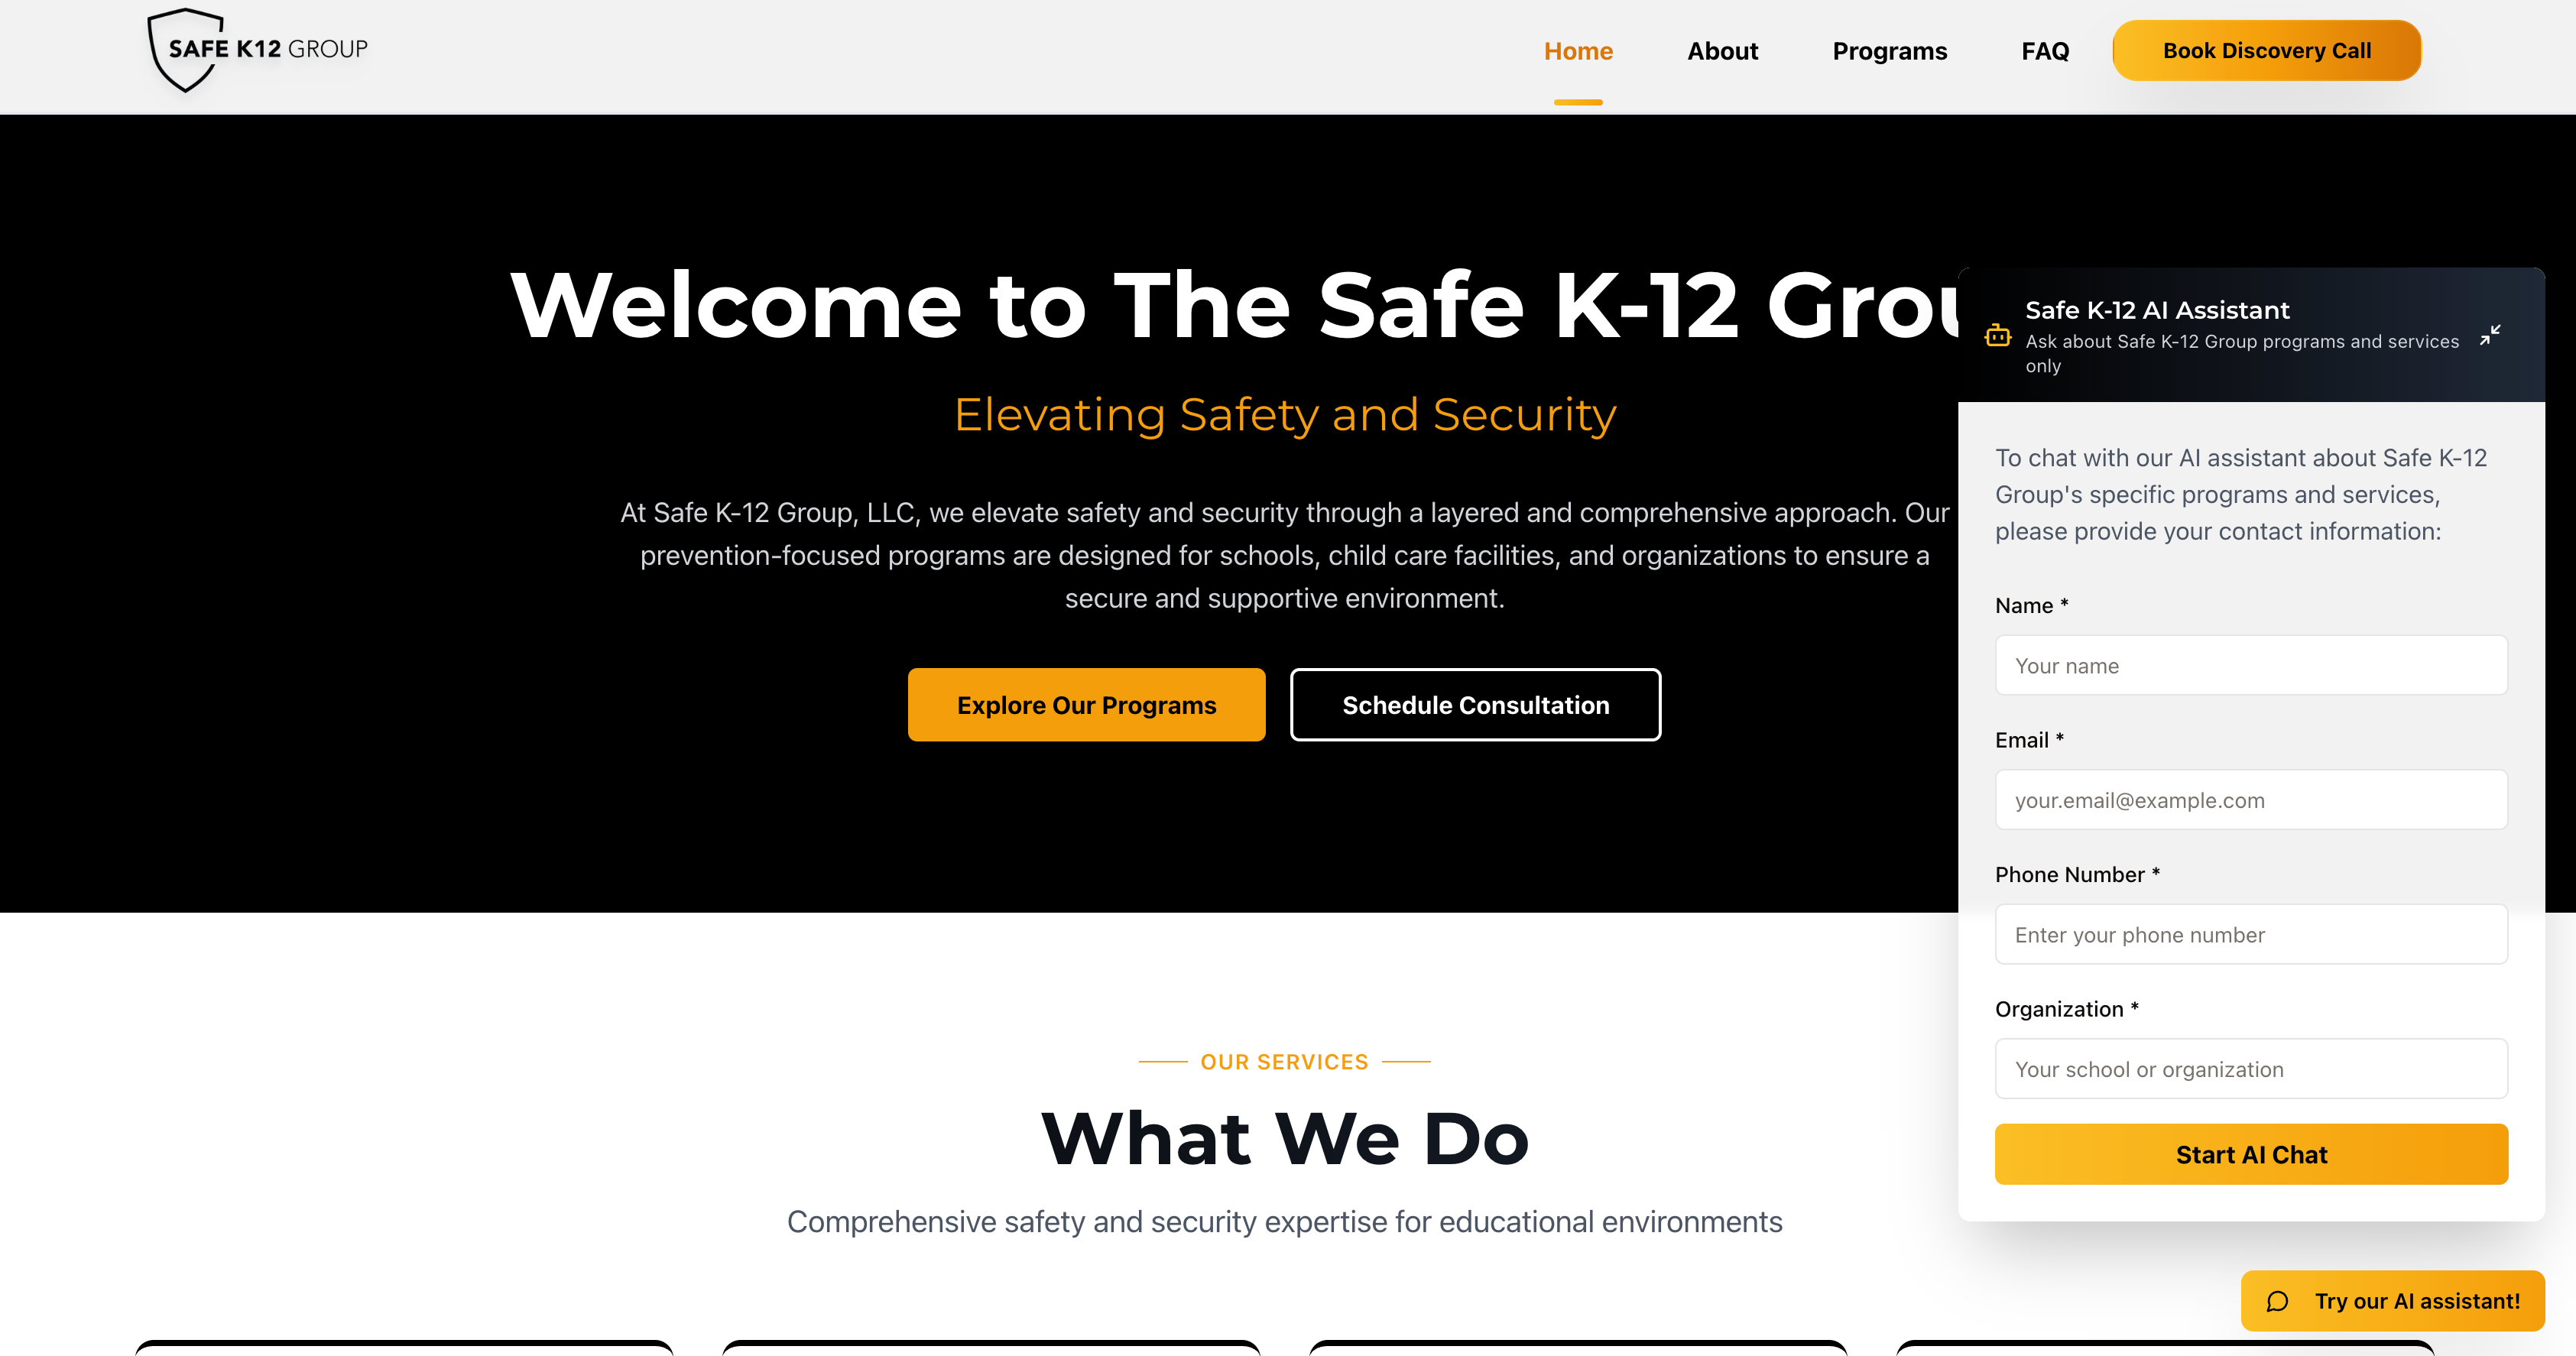 SAFE K12 GROUP
Home
About
Programs
FAQ
Book Discovery Call
Welcome to The Safe K-12 Grou
Elevating Safety and Security
At Safe K-12 Group, LLC, we elevate safety and security through a layered and comprehensive approach. Our
prevention-focused programs are designed for schools, child care facilities, and organizations to ensure a
secure and supportive environment.
Explore Our Programs
Schedule Consultation
OUR SERVICES
What We Do
Comprehensive safety and security expertise for educational environments
Safe K-12 AI Assistant
Ask about Safe K-12 Group programs and services
only
To chat with our AI assistant about Safe K-12
Group's specific programs and services,
please provide your contact information:
Name *
Your name
Email *
your.email@example.com
Phone Number *
Enter your phone number
Organization *
Your school or organization
Start AI Chat
Try our AI assistant!